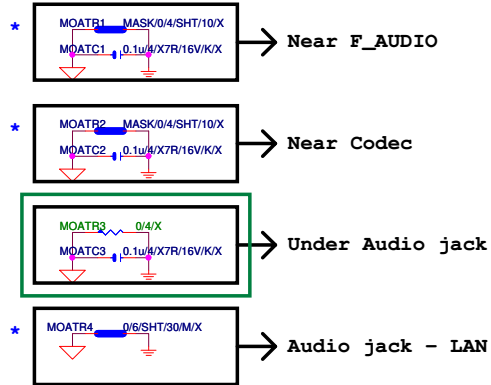 *
MOATR1 MASK/0/4/SHT/10/X
MOATC1 0.1u/4/X7R/16V/K/X
Near F_AUDIO
*
MOATR2 MASK/0/4/SHT/10/X
MOATC2 0.1u/4/X7R/16V/K/X
Near Codec
MOATR3 0/4/X
MOATC3 0.1u/4/X7R/16V/K/X
Under Audio jack
*
MOATR4 0/6/SHT/30/M/X
Audio jack – LAN